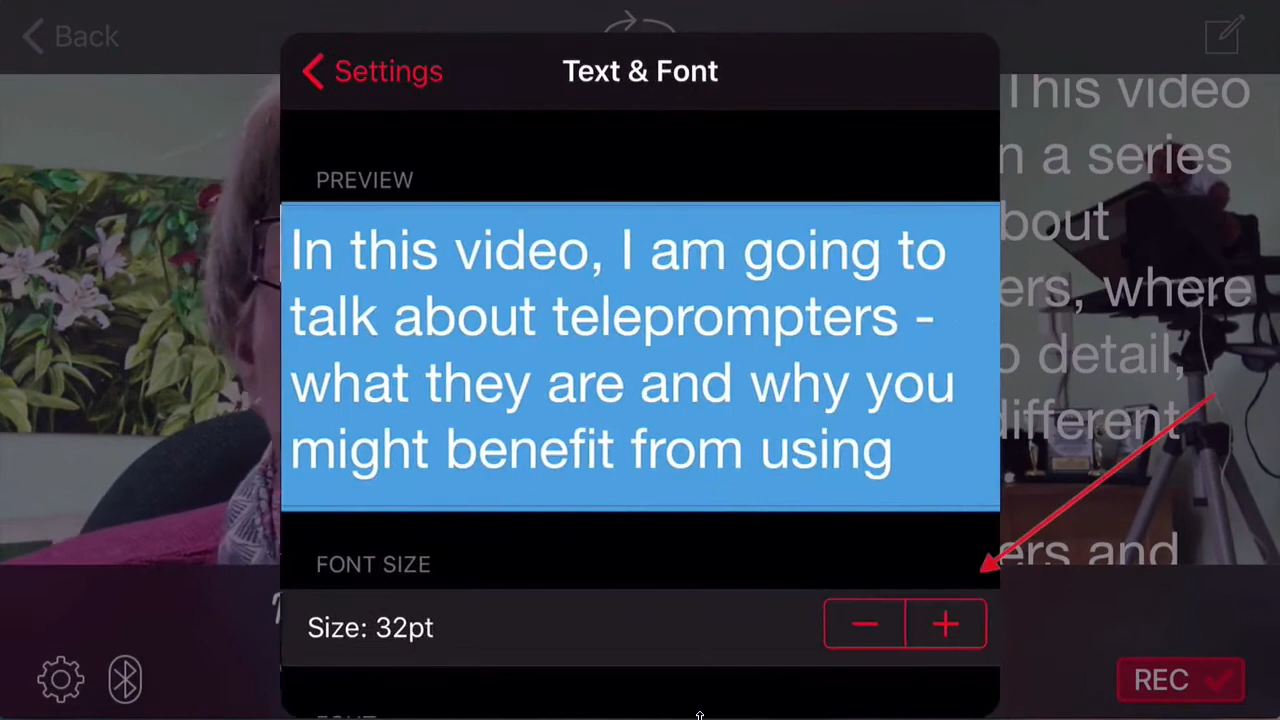 Back
Settings
Text & Font
This video
PREVIEW
n a series
In this video, I am going to
bout
talk about teleprompters -
ers, where
what they are and why you
o detail,
might benefit from using
different
ers and
FONT SIZE
Size: 32pt
REC
FONT